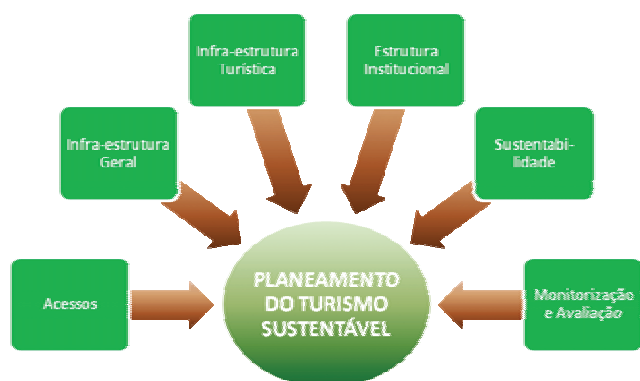 Infra-estrutura
Turística
Estrutura
Institucional
Infra-estrutura
Geral
Sustentabi-
lidade
Acessos
PLANEAMENTO
DO TURISMO
SUSTENTÁVEL
Monitorização
e Avaliação